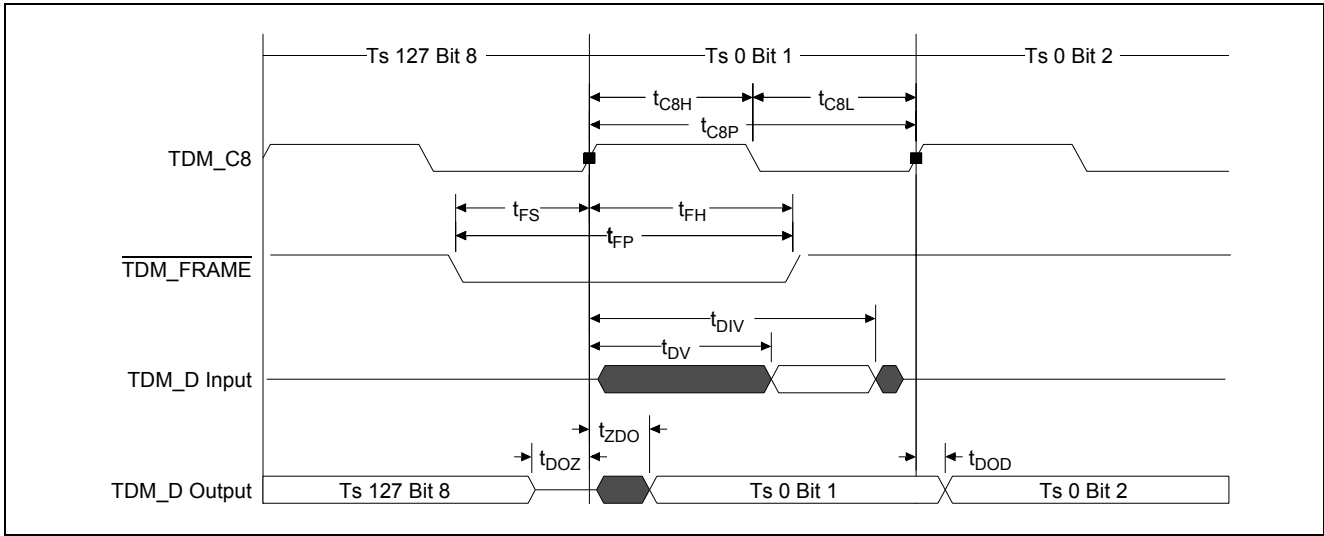 Ts 127 Bit 8 Ts 0 Bit 1 Ts 0 Bit 2
tC8H tC8L
tC8P
TDM_C8
tFS tFH
tFP
TDM_FRAME
tDIV
tDV
TDM_D Input
tZDO
tDOZ tDOD
TDM_D Output Ts 127 Bit 8 Ts 0 Bit 1 Ts 0 Bit 2